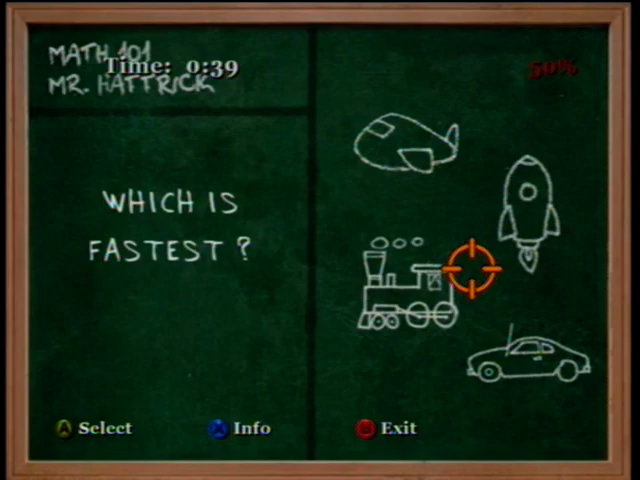 MATH 101
Time: 0:39
MR. HATTRICK
50%
WHICH IS
FASTEST?
A Select
X Info
B Exit